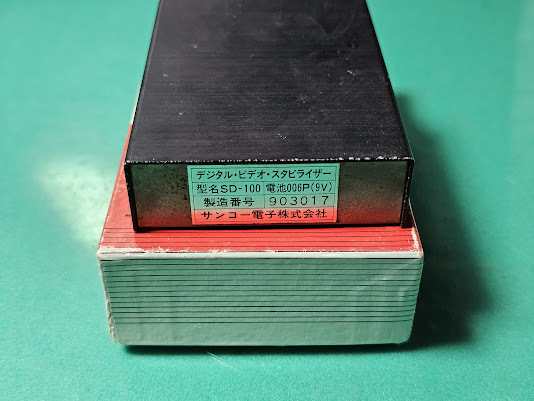 デジタル・ビデオ・スタビライザー
型名SD-100 電池006P(9V)
製造番号 903017
サンコー電子株式会社